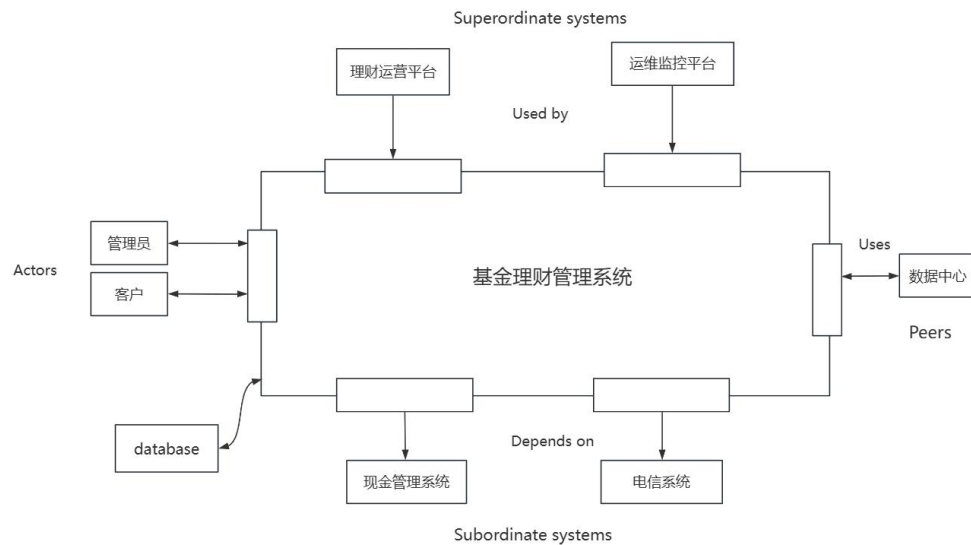 Superordinate systems
理财运营平台
运维监控平台
Used by
管理员
Actors
客户
基金理财管理系统
Uses
数据中心
Peers
database
Depends on
现金管理系统
电信系统
Subordinate systems